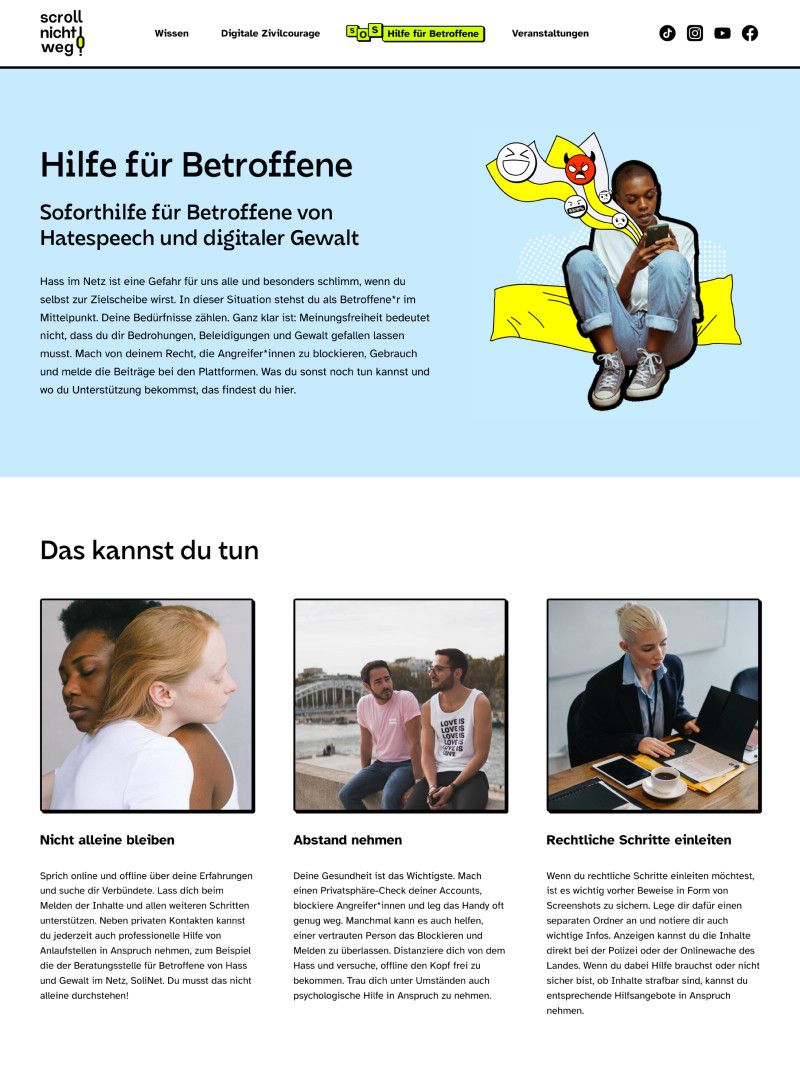 scroll
nicht!
weg
Wissen
Digitale Zivilcourage
SOS
Hilfe für Betroffene
Veranstaltungen
Hilfe für Betroffene
Soforthilfe für Betroffene von
Hatespeech und digitaler Gewalt
Hass im Netz ist eine Gefahr für uns alle und besonders schlimm, wenn du
selbst zur Zielscheibe wirst. In dieser Situation stehst du als Betroffene*r im
Mittelpunkt. Deine Bedürfnisse zählen. Ganz klar ist: Meinungsfreiheit bedeutet
nicht, dass du dir Bedrohungen, Beleidigungen und Gewalt gefallen lassen
musst. Mach von deinem Recht, die Angreifer*innen zu blockieren, Gebrauch
und melde die Beiträge bei den Plattformen. Was du sonst noch tun kannst und
wo du Unterstützung bekommst, das findest du hier.
Das kannst du tun
LOVE IS
LOVE IS
LOVE IS
LOVE IS
LOVE IS
LOVE
Nicht alleine bleiben
Sprich online und offline über deine Erfahrungen
und suche dir Verbündete. Lass dich beim
Melden der Inhalte und allen weiteren Schritten
unterstützen. Neben privaten Kontakten kannst
du jederzeit auch professionelle Hilfe von
Anlaufstellen in Anspruch nehmen, zum Beispiel
die der Beratungsstelle für Betroffene von Hass
und Gewalt im Netz, SoliNet. Du musst das nicht
alleine durchstehen!
Abstand nehmen
Deine Gesundheit ist das Wichtigste. Mach
einen Privatsphäre-Check deiner Accounts,
blockiere Angreifer*innen und leg das Handy oft
genug weg. Manchmal kann es auch helfen,
einer vertrauten Person das Blockieren und
Melden zu überlassen. Distanziere dich von dem
Hass und versuche, offline den Kopf frei zu
bekommen. Trau dich unter Umständen auch
psychologische Hilfe in Anspruch zu nehmen.
Rechtliche Schritte einleiten
Wenn du rechtliche Schritte einleiten möchtest,
ist es wichtig vorher Beweise in Form von
Screenshots zu sichern. Lege dir dafür einen
separaten Ordner an und notiere dir auch
wichtige Infos. Anzeigen kannst du die Inhalte
direkt bei der Polizei oder der Onlinewache des
Landes. Wenn du dabei Hilfe brauchst oder nicht
sicher bist, ob Inhalte strafbar sind, kannst du
entsprechende Hilfsangebote in Anspruch
nehmen.